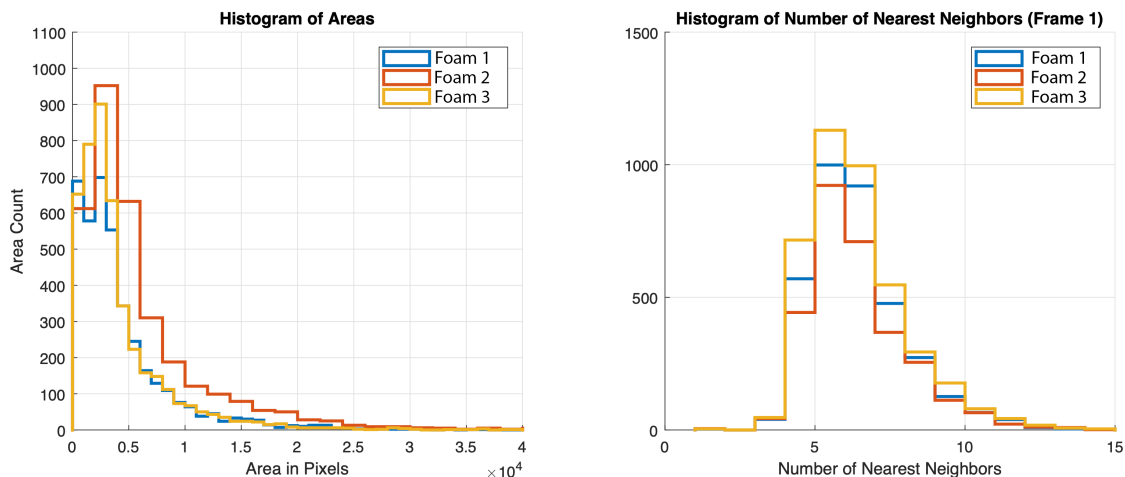 Histogram of Areas
1100
1000
900
800
700
600
500
400
300
200
100
0
Area Count
Foam 1
Foam 2
Foam 3
0 0.5 1 1.5 2 2.5 3 3.5 4
Area in Pixels
×10⁴
Histogram of Number of Nearest Neighbors (Frame 1)
1500
1000
500
0
Foam 1
Foam 2
Foam 3
0 5 10 15
Number of Nearest Neighbors